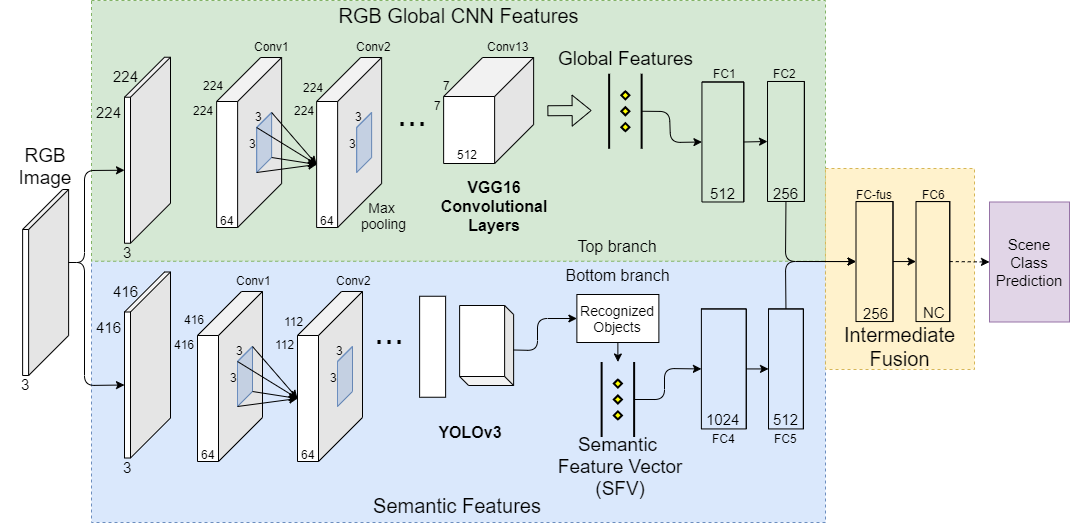 RGB Global CNN Features
RGB
Image
3
224
224
3
Conv1
224
224
3
3
64
Conv2
224
224
3
3
64
Max
pooling
...
Conv13
7
7
512
VGG16
Convolutional
Layers
Global Features
FC1
512
FC2
256
Top branch
Bottom branch
416
416
3
Conv1
416
416
3
3
64
Conv2
112
112
3
3
64
...
YOLOv3
Recognized
Objects
Semantic
Feature Vector
(SFV)
1024
FC4
512
FC5
Semantic Features
FC-fus
256
FC6
NC
Intermediate
Fusion
Scene
Class
Prediction